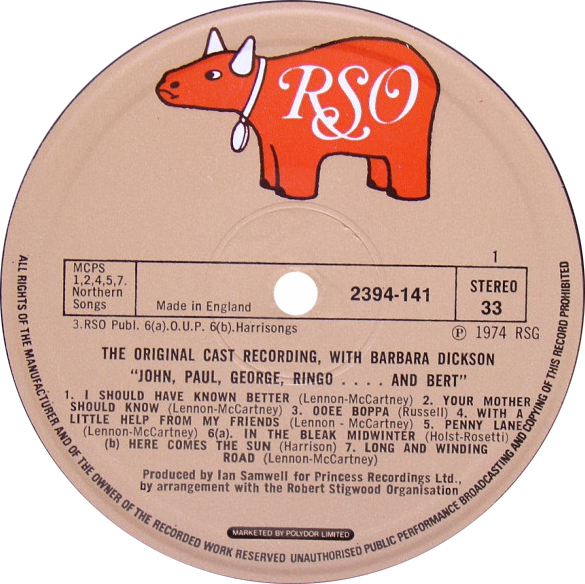 RSO
1
MCPS
1,2,4,5,7.
Northern
Songs
Made in England
2394-141
STEREO
33
3.RSO Publ. 6(a).O.U.P. 6(b).Harrisongs
Ⓟ 1974 RSG
THE ORIGINAL CAST RECORDING, WITH BARBARA DICKSON
"JOHN, PAUL, GEORGE, RINGO . . . . AND BERT"
1. I SHOULD HAVE KNOWN BETTER (Lennon-McCartney) 2. YOUR MOTHER
SHOULD KNOW (Lennon-McCartney) 3. OOEE BOPPA (Russell) 4. WITH A
LITTLE HELP FROM MY FRIENDS (Lennon - McCartney) 5. PENNY LANE
(Lennon-McCartney) 6(a). IN THE BLEAK MIDWINTER (Holst-Rosetti)
(b) HERE COMES THE SUN (Harrison) 7. LONG AND WINDING
ROAD (Lennon-McCartney)
Produced by Ian Samwell for Princess Recordings Ltd.,
by arrangement with the Robert Stigwood Organisation
MARKETED BY POLYDOR LIMITED
ALL RIGHTS OF THE MANUFACTURER AND OF THE OWNER OF THE RECORDED WORK RESERVED UNAUTHORISED PUBLIC PERFORMANCE BROADCASTING AND COPYING OF THIS RECORD PROHIBITED